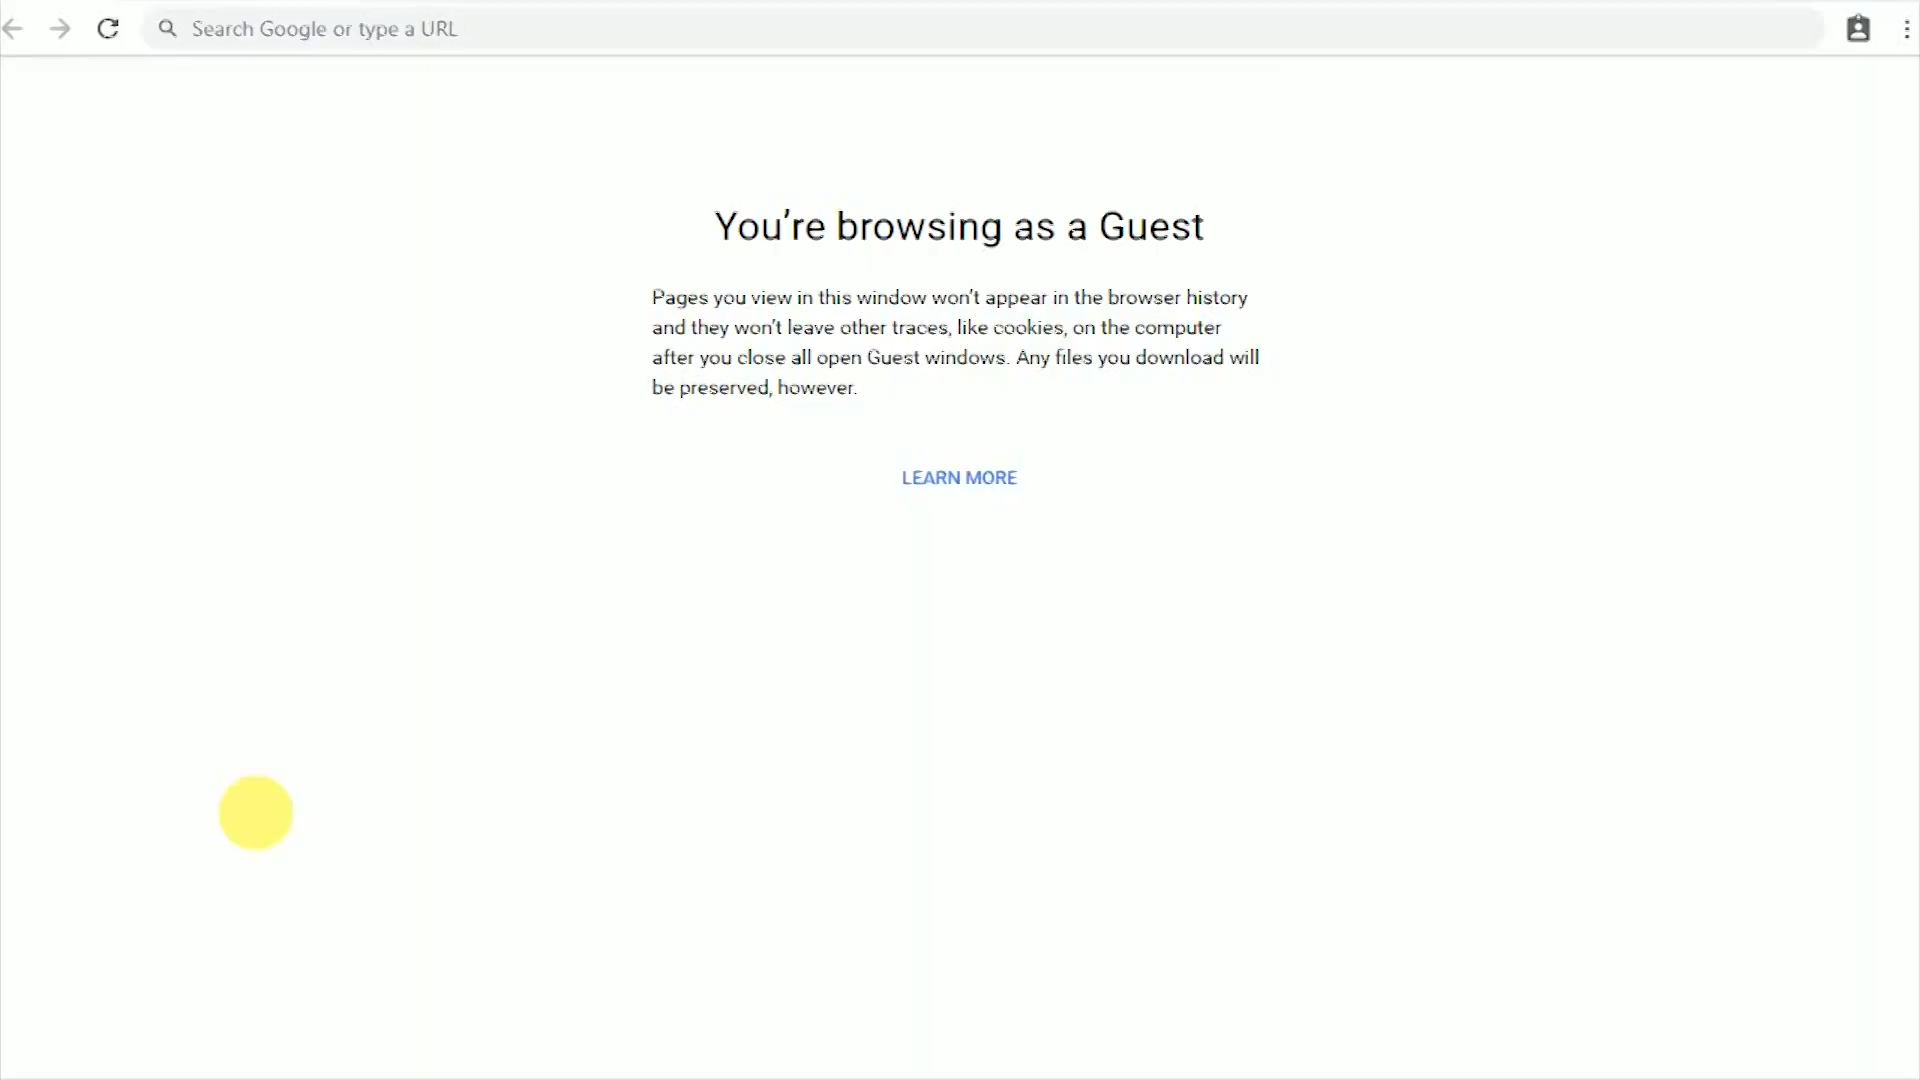 Search Google or type a URL
You’re browsing as a Guest
Pages you view in this window won’t appear in the browser history
and they won’t leave other traces, like cookies, on the computer
after you close all open Guest windows. Any files you download will
be preserved, however.
LEARN MORE